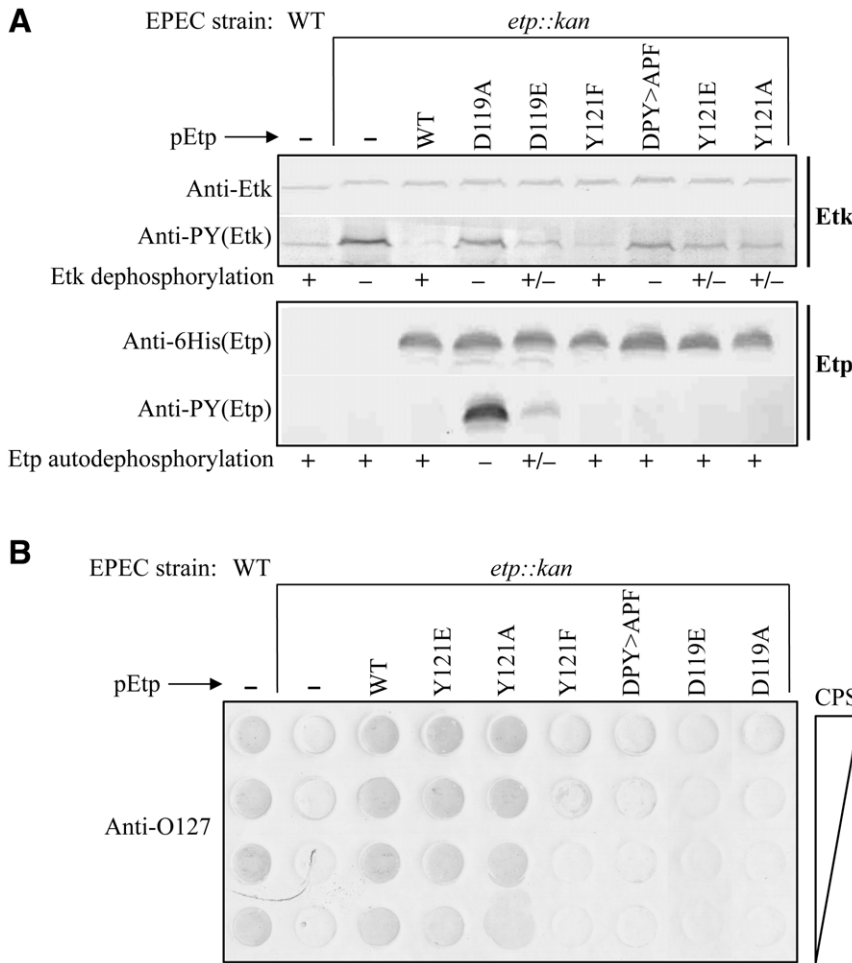 A
EPEC strain: WT etp::kan
pEtp – – WT D119A D119E Y121F DPY>APF Y121E Y121A
Anti-Etk
Anti-PY(Etk)
Etk
Etk dephosphorylation + – + – +/– + – +/– +/–
Anti-6His(Etp)
Anti-PY(Etp)
Etp
Etp autodephosphorylation + + + – +/– + + + +
B
EPEC strain: WT etp::kan
pEtp – – WT Y121E Y121A Y121F DPY>APF D119E D119A
CPS
Anti-O127